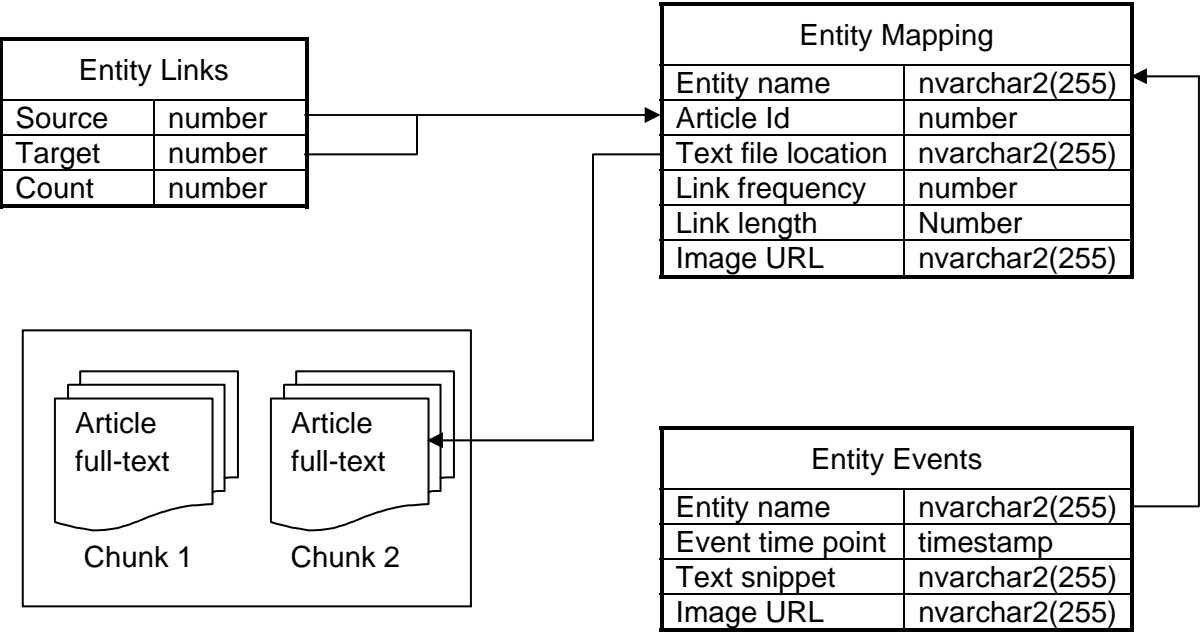 Entity Links
Source number
Target number
Count number
Entity Mapping
Entity name nvarchar2(255)
Article Id number
Text file location nvarchar2(255)
Link frequency number
Link length Number
Image URL nvarchar2(255)
Article
full-text
Chunk 1
Article
full-text
Chunk 2
Entity Events
Entity name nvarchar2(255)
Event time point timestamp
Text snippet nvarchar2(255)
Image URL nvarchar2(255)